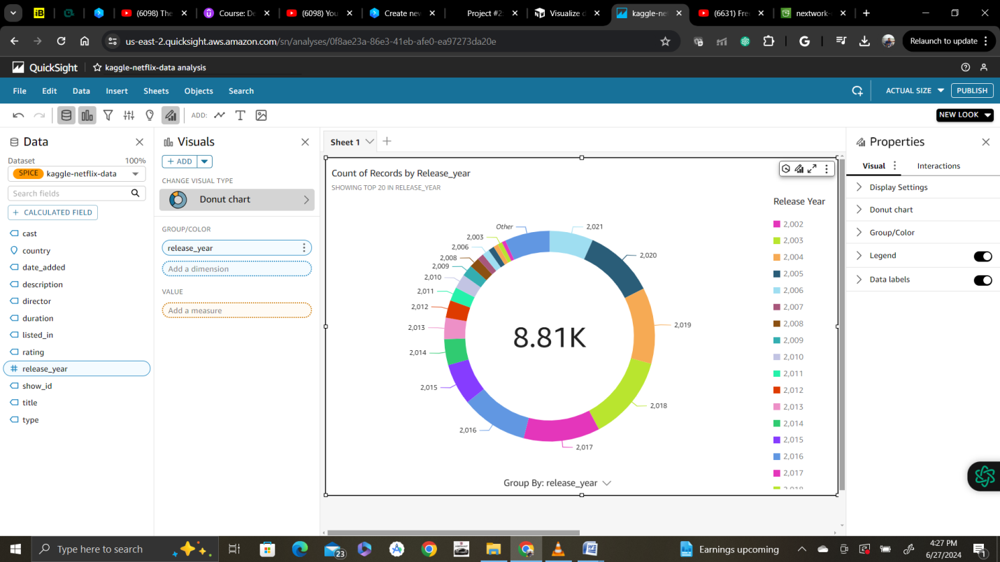 iB
(6098) The
Course: De
(6098) You
Create new
Project #2:
Visualize d
kaggle-net
(6631) Fre
nextwork-
us-east-2.quicksight.aws.amazon.com/sn/analyses/0f8ae23a-86e3-41eb-afe0-ea97273da20e
Relaunch to update
QuickSight
kaggle-netflix-data analysis
File
Edit
Data
Insert
Sheets
Objects
Search
ACTUAL SIZE
PUBLISH
ADD:
NEW LOOK
Data
Dataset
100%
SPICE kaggle-netflix-data
Search fields
+ CALCULATED FIELD
cast
country
date_added
description
director
duration
listed_in
rating
release_year
show_id
title
type
Visuals
+ ADD
CHANGE VISUAL TYPE
Donut chart
GROUP/COLOR
release_year
Add a dimension
VALUE
Add a measure
Sheet 1
Count of Records by Release_year
SHOWING TOP 20 IN RELEASE_YEAR
Other
2,021
2,003
2,006
2,020
2,008
2,009
2,010
2,011
2,012
2,019
2,013
8.81K
2,014
2,015
2,018
2,016
2,017
Group By: release_year
Release Year
2,002
2,003
2,004
2,005
2,006
2,007
2,008
2,009
2,010
2,011
2,012
2,013
2,014
2,015
2,016
2,017
2,018
Properties
Visual
Interactions
Display Settings
Donut chart
Group/Color
Legend
Data labels
Type here to search
23
Earnings upcoming
4:27 PM
6/27/2024
1